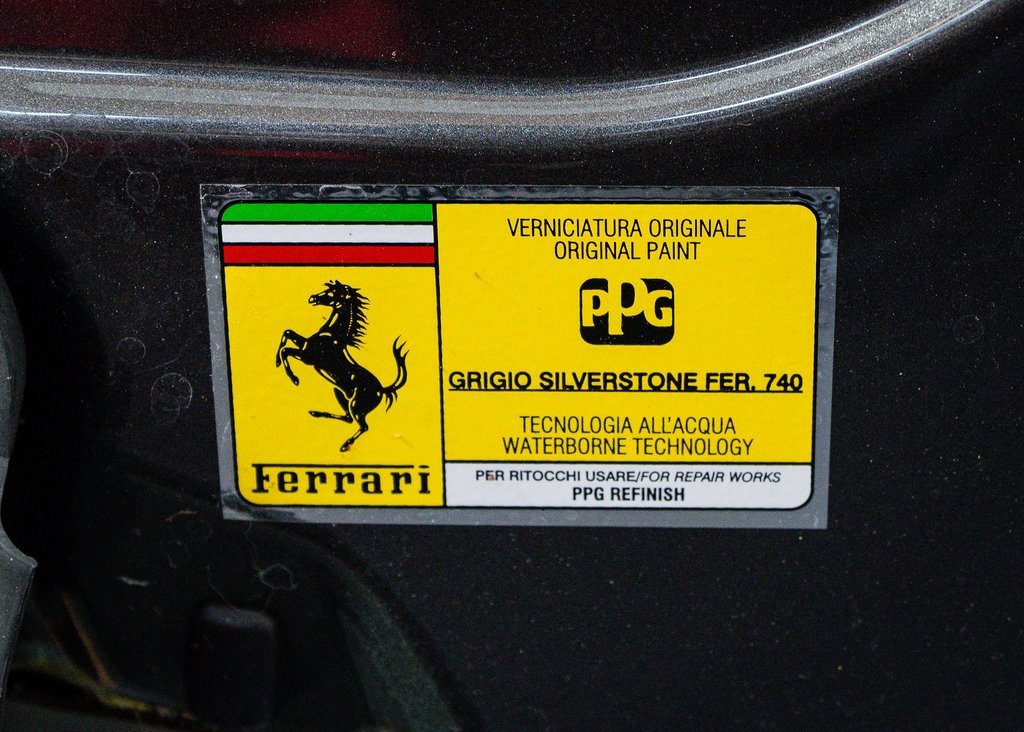 VERNICIATURA ORIGINALE
ORIGINAL PAINT
PPG
GRIGIO SILVERSTONE FER. 740
TECNOLOGIA ALL'ACQUA
WATERBORNE TECHNOLOGY
Ferrari
PER RITOCCHI USARE/FOR REPAIR WORKS
PPG REFINISH